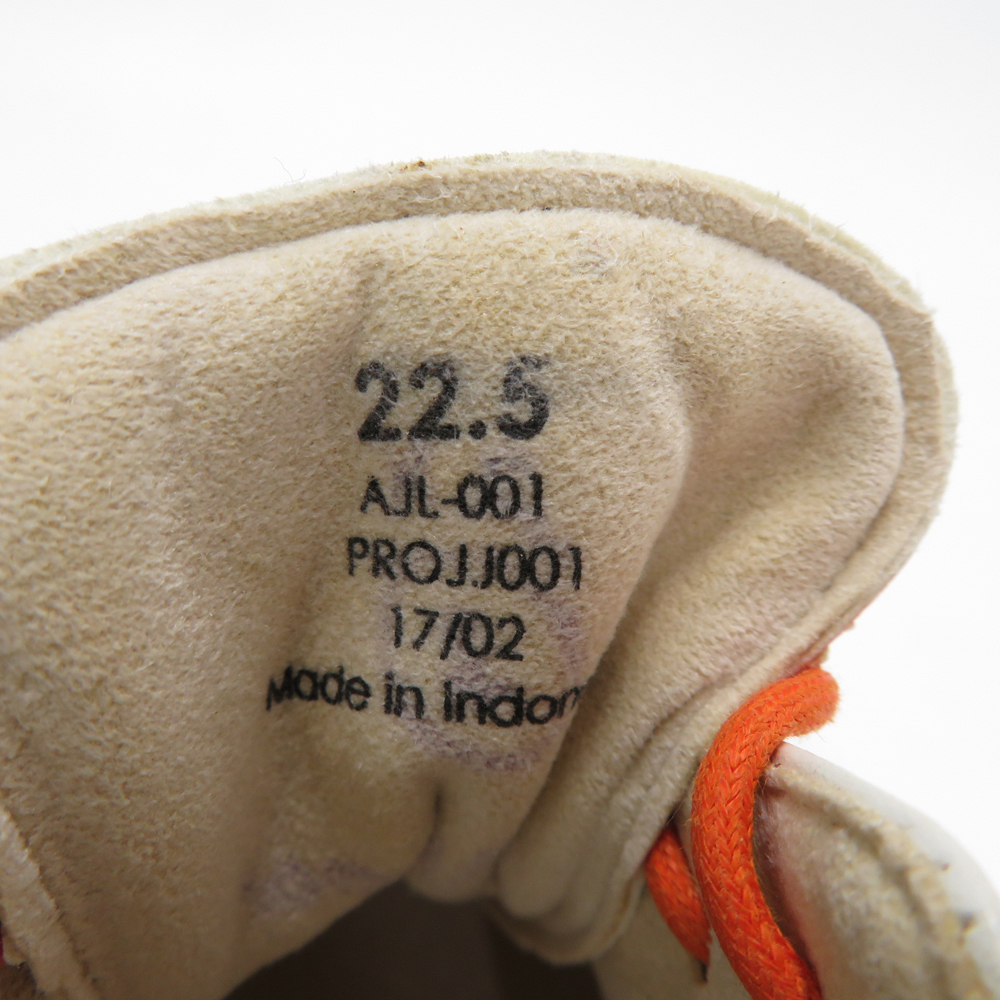 22.5
AJL-001
PROJ.J001
17/02
Made in Indon